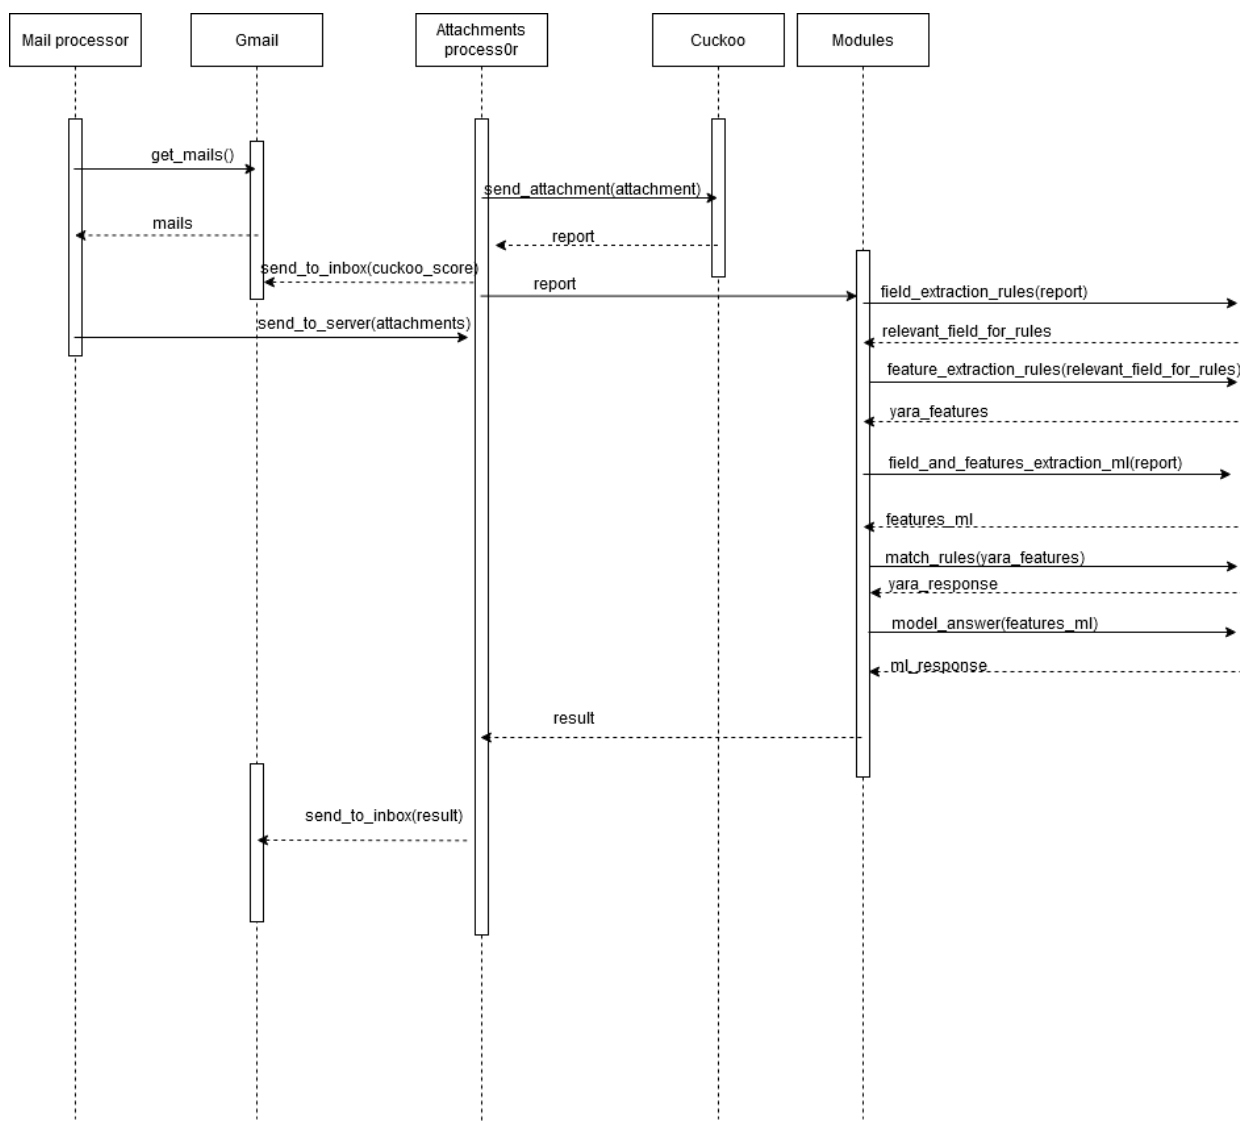 Mail processor
Gmail
Attachments
process0r
Cuckoo
Modules
get_mails()
send_attachment(attachment)
mails
report
send_to_inbox(cuckoo_score)
report
field_extraction_rules(report)
send_to_server(attachments)
relevant_field_for_rules
feature_extraction_rules(relevant_field_for_rules)
yara_features
field_and_features_extraction_ml(report)
features_ml
match_rules(yara_features)
yara_response
model_answer(features_ml)
ml_response
result
send_to_inbox(result)